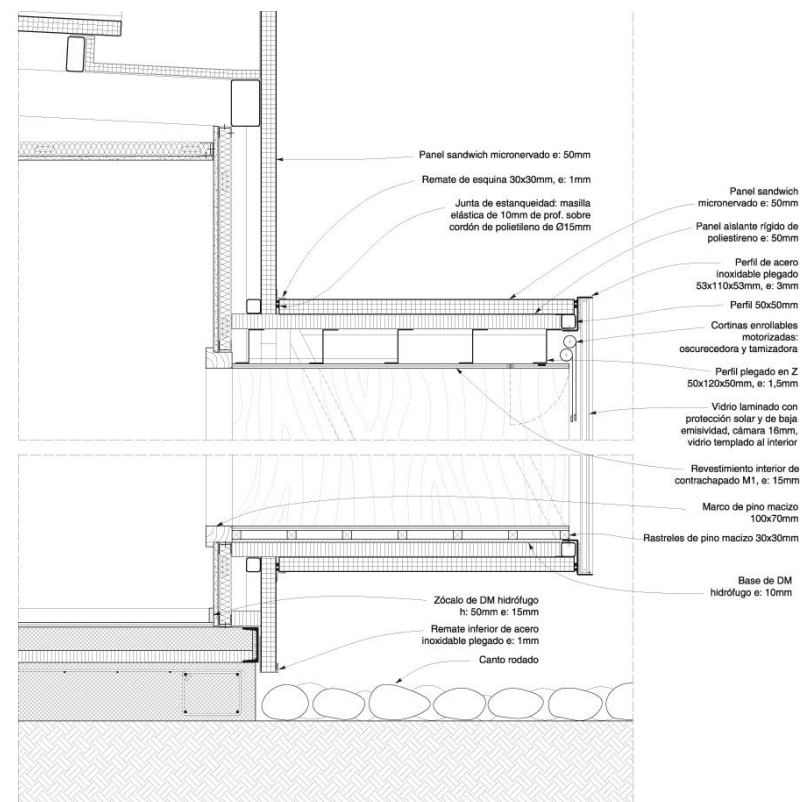 Panel sandwich micronervado e: 50mm
Remate de esquina 30x30mm, e: 1mm
Junta de estanqueidad: masilla
elástica de 10mm de prof. sobre
cordón de polietileno de Ø15mm
Panel sandwich
micronervado e: 50mm
Panel aislante rígido de
poliestireno e: 50mm
Perfil de acero
inoxidable plegado
53x110x53mm, e: 3mm
Perfil 50x50mm
Cortinas enrollables
motorizadas:
oscurecedora y tamizadora
Perfil plegado en Z
50x120x50mm, e: 1,5mm
Vidrio laminado con
protección solar y de baja
emisividad, cámara 16mm,
vidrio templado al interior
Revestimiento interior de
contrachapado M1, e: 15mm
Marco de pino macizo
100x70mm
Rastreles de pino macizo 30x30mm
Base de DM
hidrófugo e: 10mm
Zócalo de DM hidrófugo
h: 50mm e: 15mm
Remate inferior de acero
inoxidable plegado e: 1mm
Canto rodado